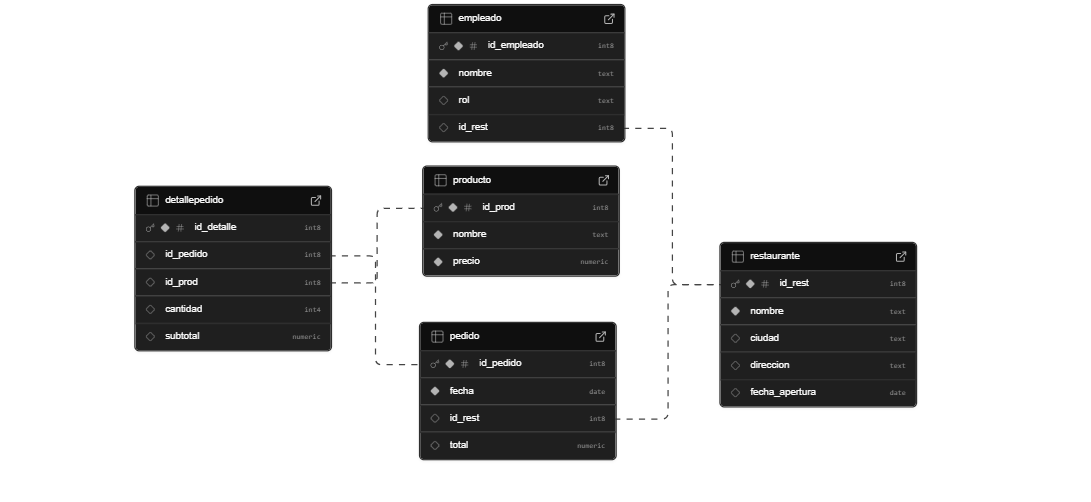 empleado
# id_empleado int8
nombre text
rol text
id_rest int8
producto
# id_prod int8
nombre text
precio numeric
detallepedido
# id_detalle int8
id_pedido int8
id_prod int8
cantidad int4
subtotal numeric
pedido
# id_pedido int8
fecha date
id_rest int8
total numeric
restaurante
# id_rest int8
nombre text
ciudad text
direccion text
fecha_apertura date